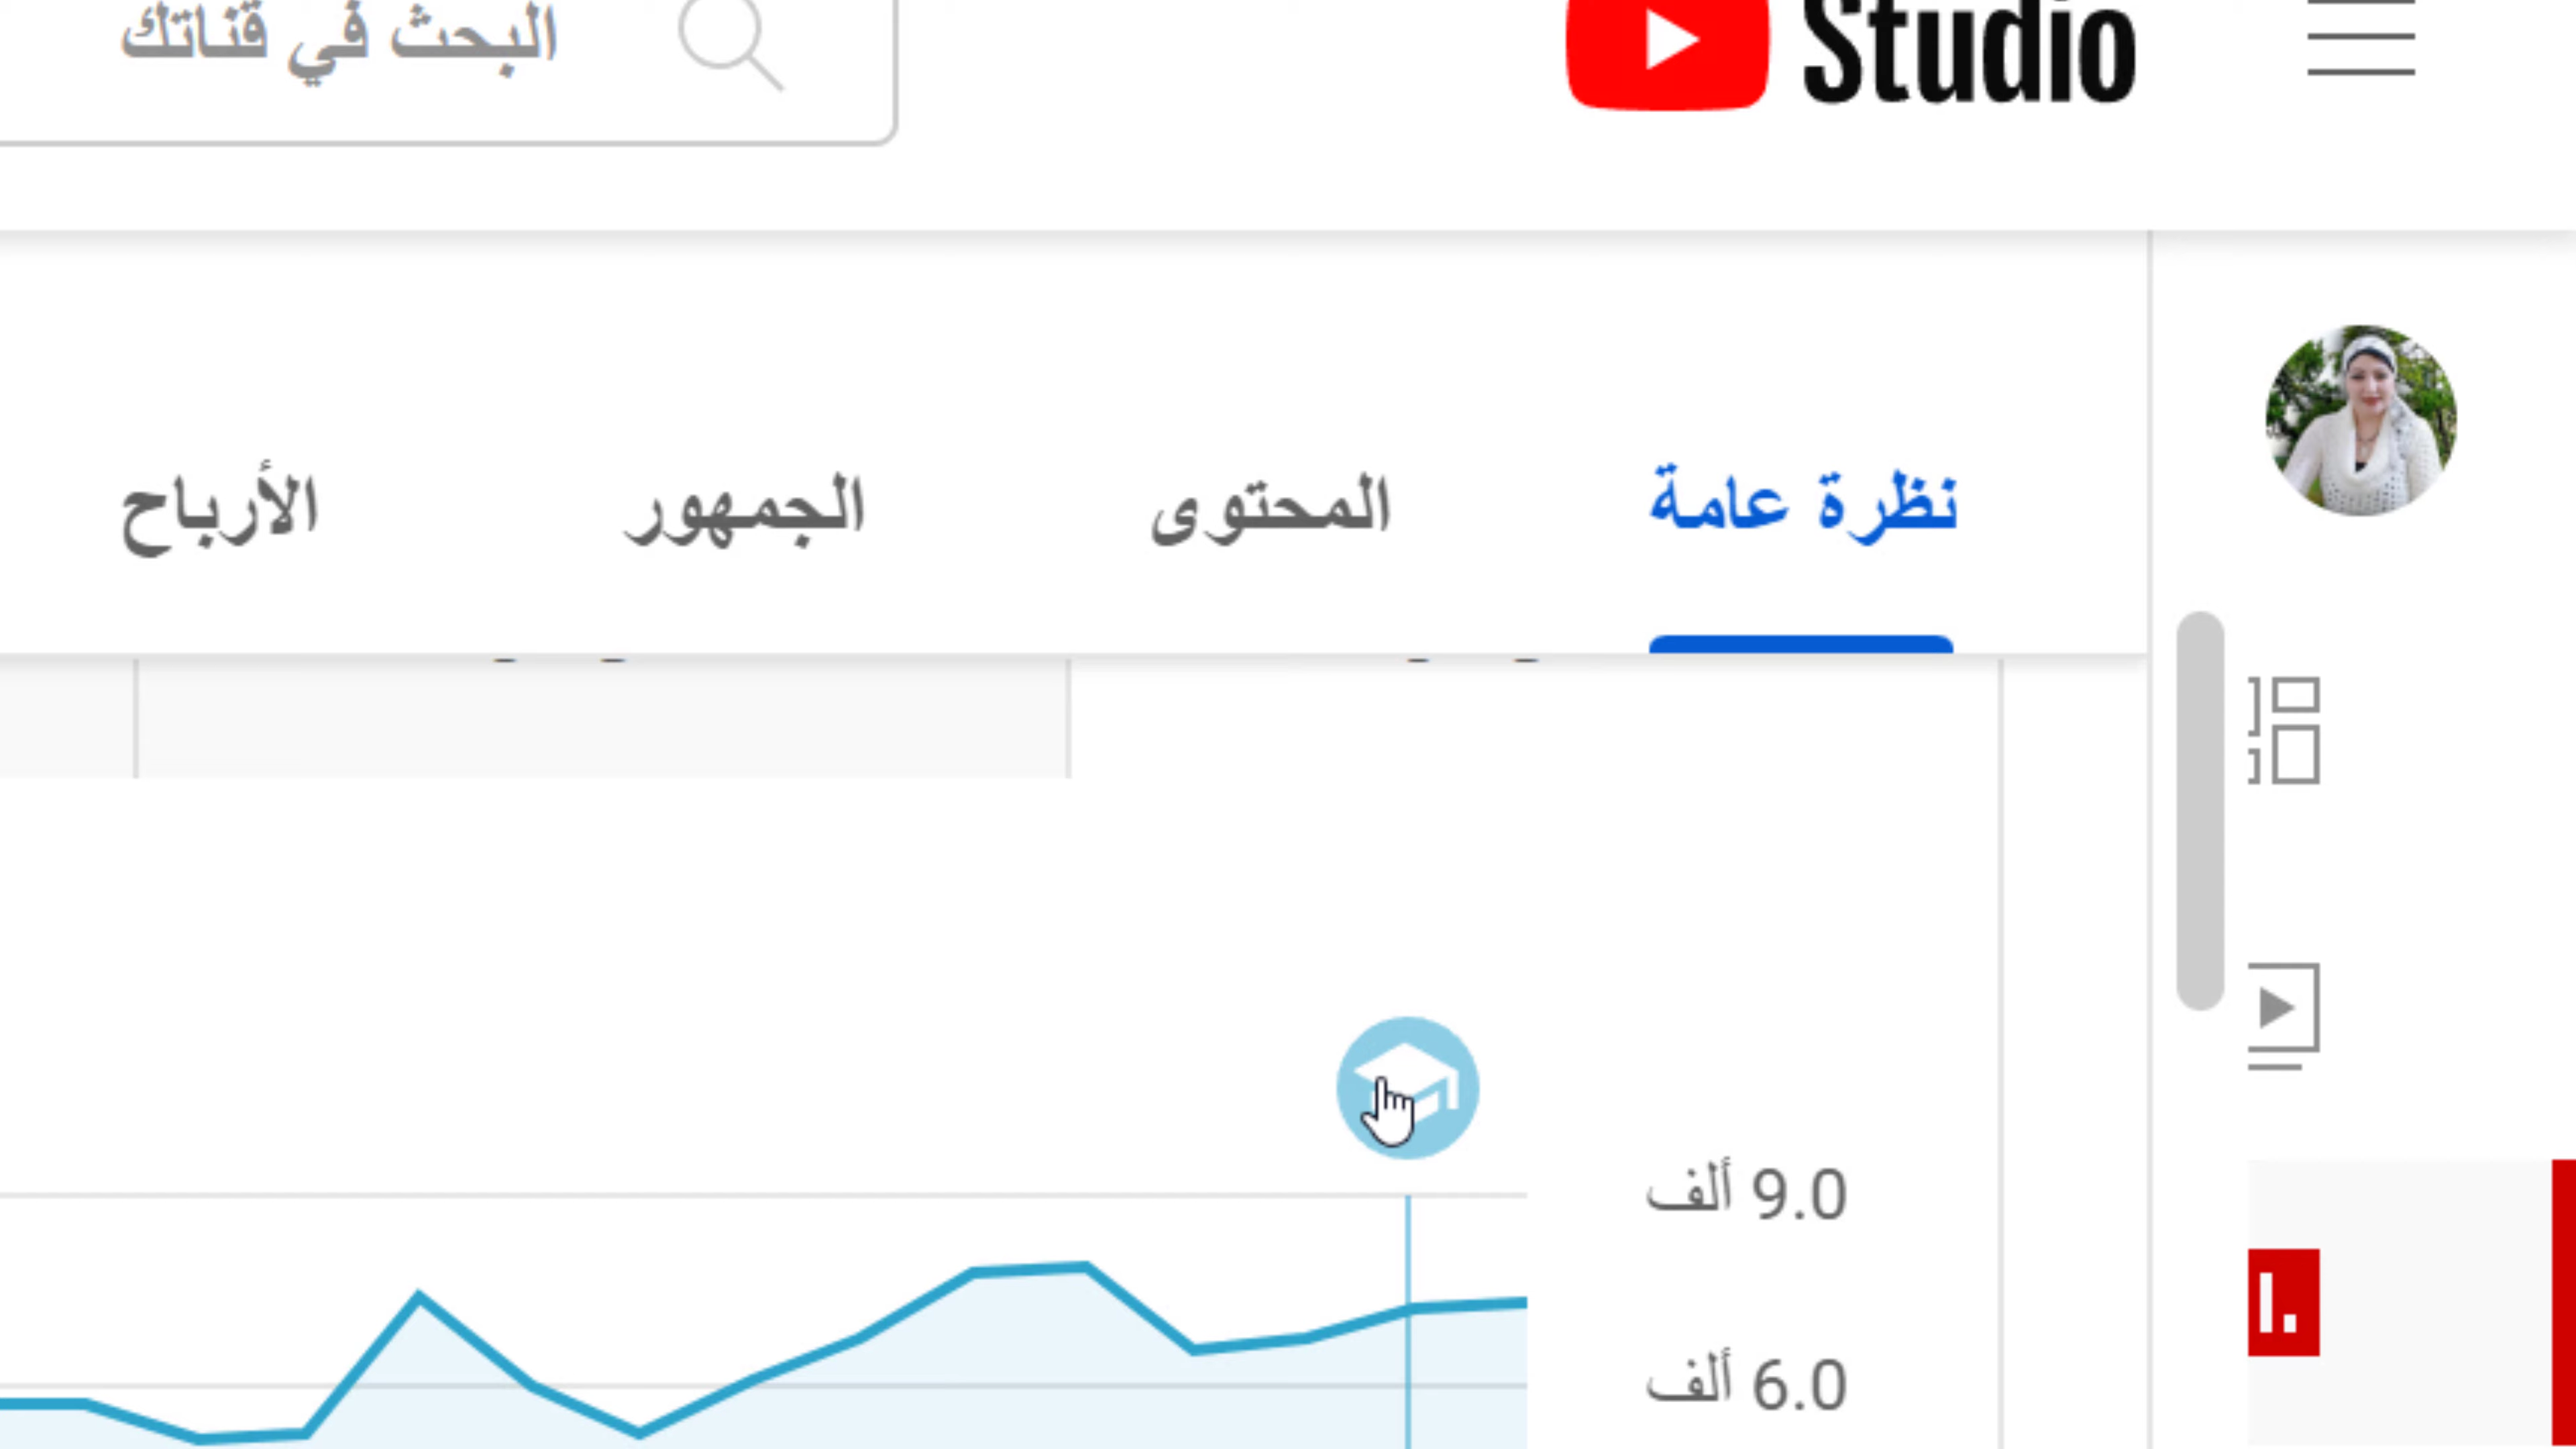 Studio
البحث في قناتك
نظرة عامة
المحتوى
الجمهور
الأرباح
9.0 ألف
6.0 ألف